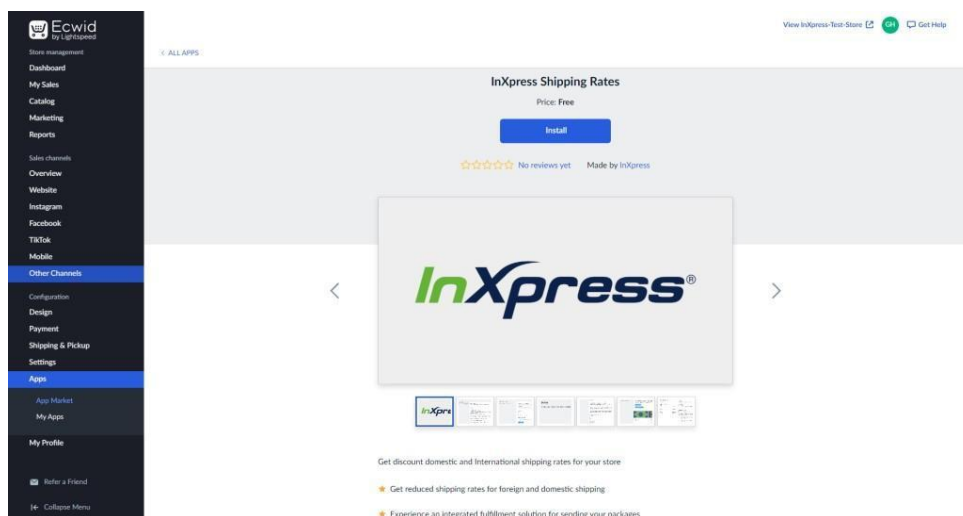 Ecwid
by Lightspeed
Store management
Dashboard
My Sales
Catalog
Marketing
Reports
Sales channels
Overview
Website
Instagram
Facebook
TikTok
Mobile
Other Channels
Configuration
Design
Payment
Shipping & Pickup
Settings
Apps
App Market
My Apps
My Profile
Refer a Friend
Collapse Menu
View InXpress-Test-Store
GH
Get Help
< ALL APPS
InXpress Shipping Rates
Price: Free
Install
No reviews yet Made by InXpress
InXpress®
InXpre
Get discount domestic and International shipping rates for your store
Get reduced shipping rates for foreign and domestic shipping
Experience an integrated fulfillment solution for sending your packages